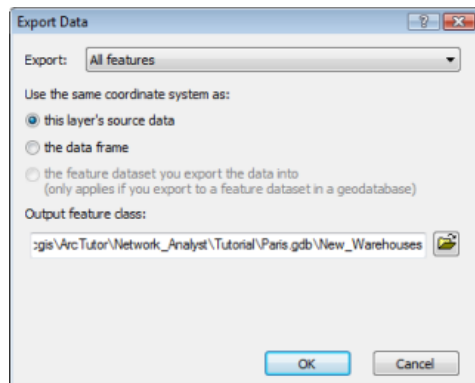 Export Data
Export: All features
Use the same coordinate system as:
this layer's source data
the data frame
the feature dataset you export the data into
(only applies if you export to a feature dataset in a geodatabase)
Output feature class:
:gis\ArcTutor\Network_Analyst\Tutorial\Paris.gdb\New_Warehouses
OK Cancel